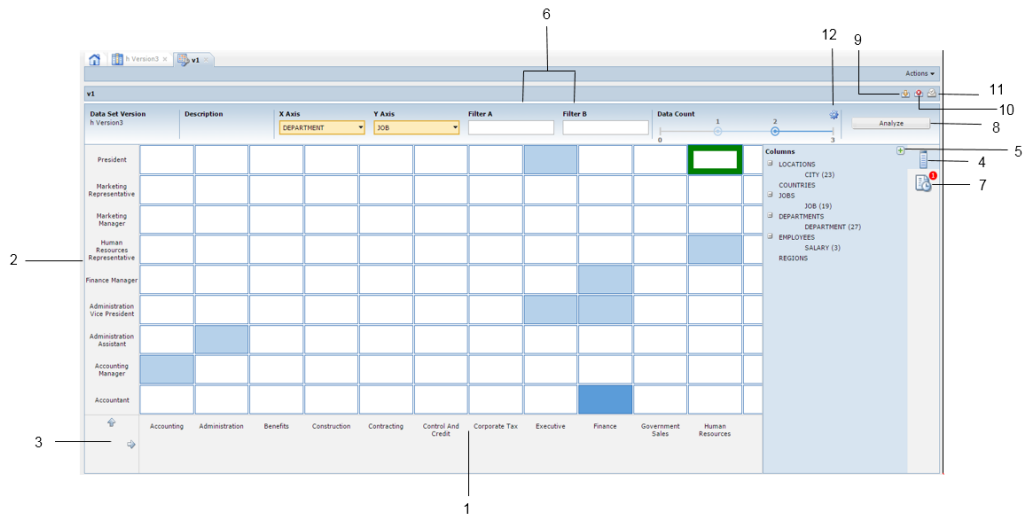 6
12
9
h Version3 ×
v1 ×
Actions
v1
11
10
Data Set Version
h Version3
Description
X Axis
DEPARTMENT
Y Axis
JOB
Filter A
Filter B
Data Count
1
2
0
3
Analyze
8
President
Marketing
Representative
Marketing
Manager
Human
Resources
Representative
Finance Manager
Administration
Vice President
Administration
Assistant
Accounting
Manager
Accountant
2
Columns
LOCATIONS
CITY (23)
COUNTRIES
JOBS
JOB (19)
DEPARTMENTS
DEPARTMENT (27)
EMPLOYEES
SALARY (3)
REGIONS
5
4
1
7
3
Accounting
Administration
Benefits
Construction
Contracting
Control And
Credit
Corporate Tax
Executive
Finance
Government
Sales
Human
Resources
1